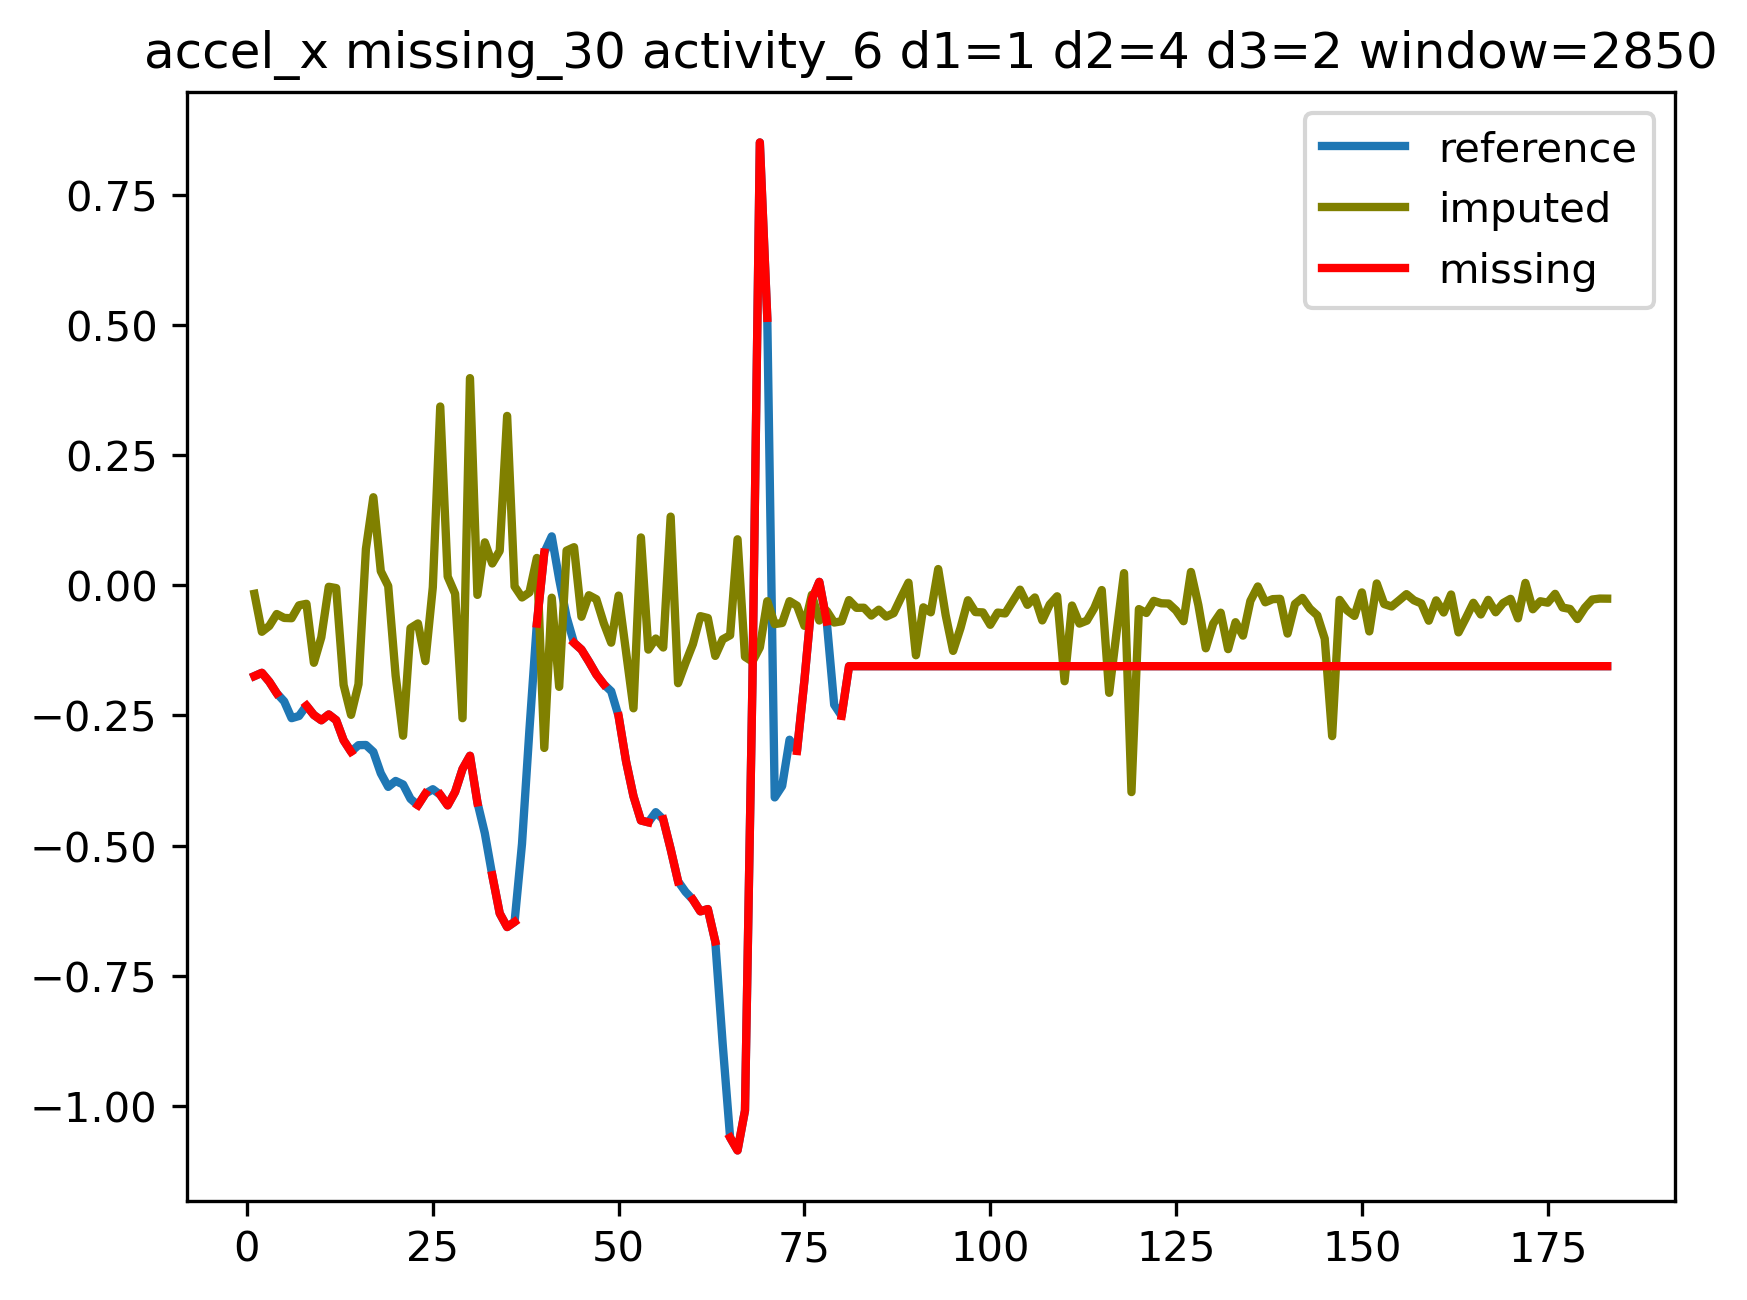 accel_x missing_30 activity_6 d1=1 d2=4 d3=2 window=2850
reference
imputed
missing
0.75
0.50
0.25
0.00
−0.25
−0.50
−0.75
−1.00
0 25 50 75 100 125 150 175